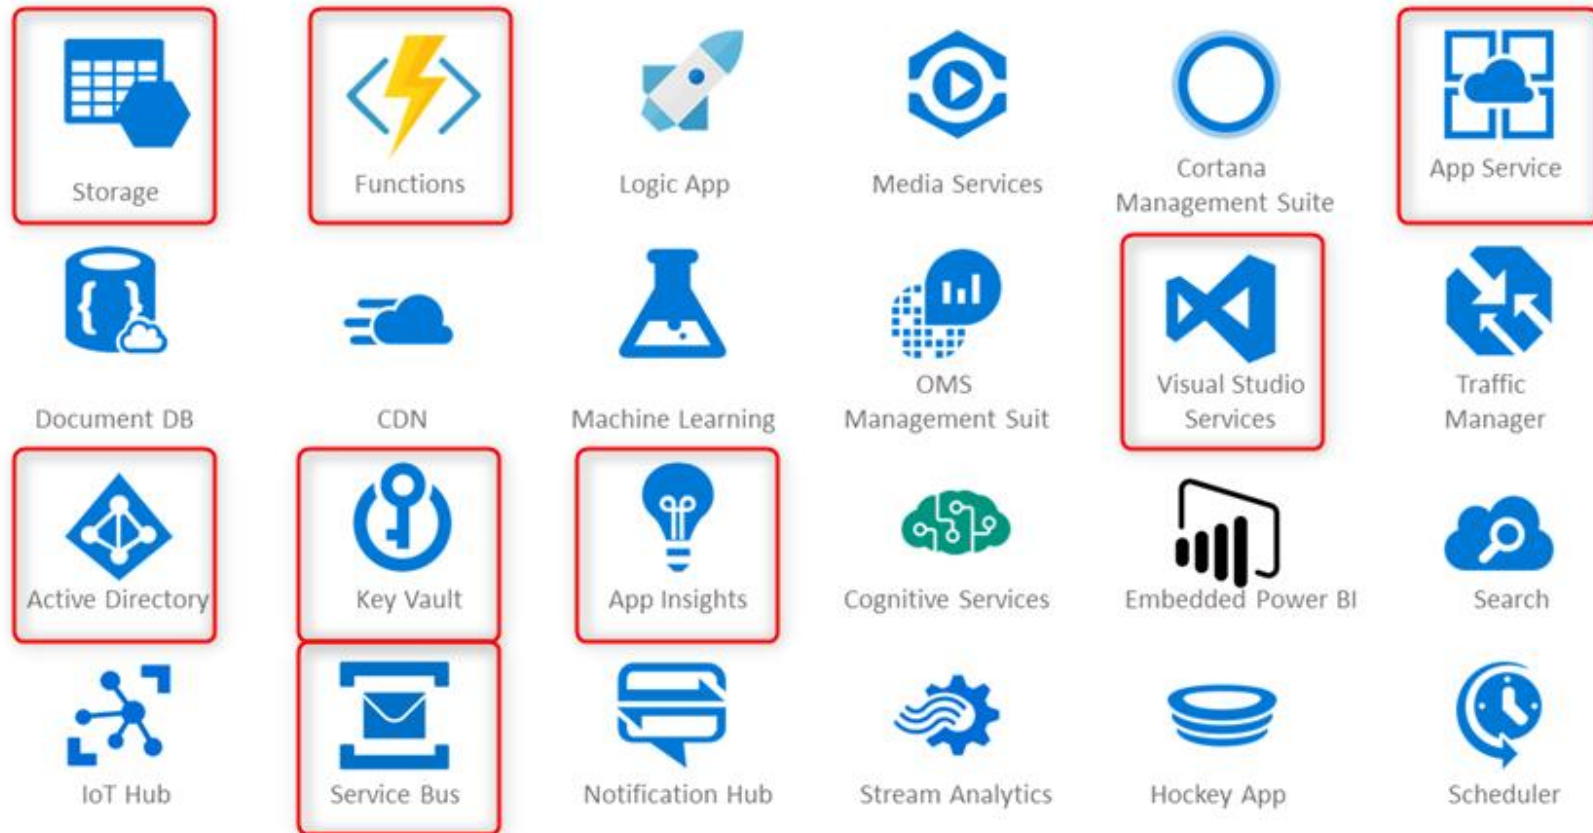 Storage
Functions
Logic App
Media Services
Cortana
Management Suite
App Service
Document DB
CDN
Machine Learning
OMS
Management Suit
Visual Studio
Services
Traffic
Manager
Active Directory
Key Vault
App Insights
Cognitive Services
Embedded Power BI
Search
IoT Hub
Service Bus
Notification Hub
Stream Analytics
Hockey App
Scheduler